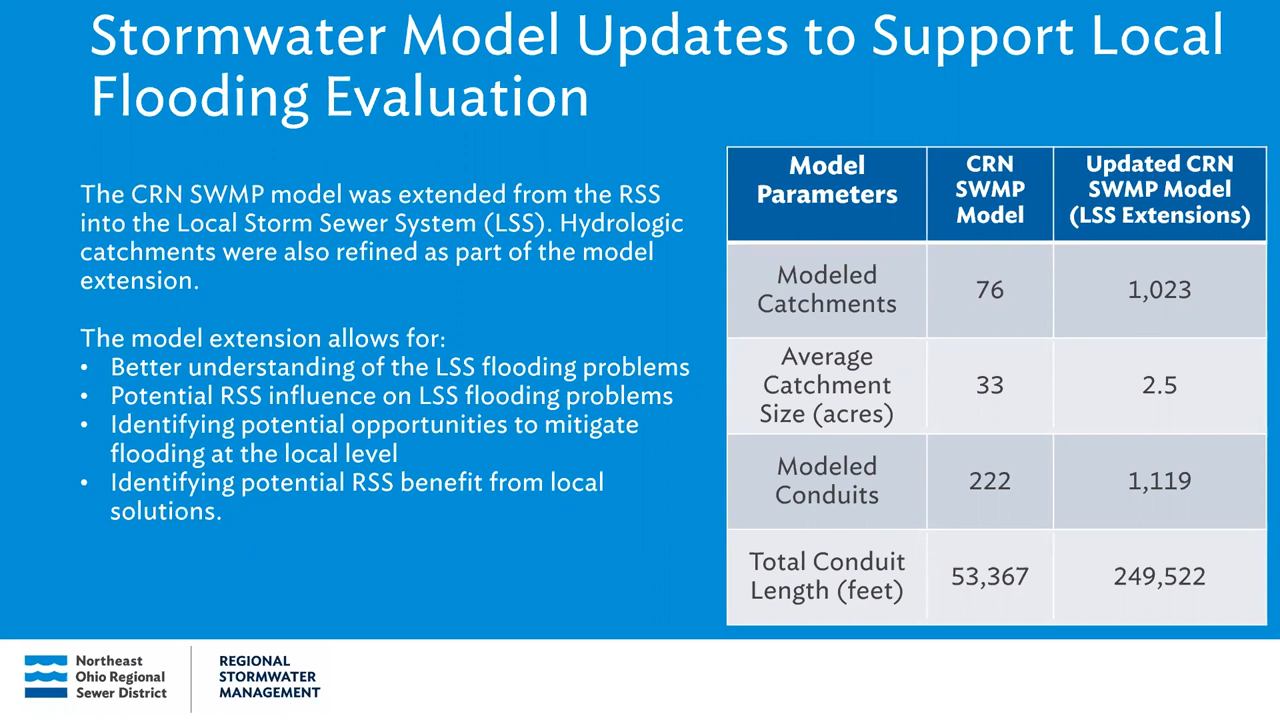 Stormwater Model Updates to Support Local
Flooding Evaluation
The CRN SWMP model was extended from the RSS
into the Local Storm Sewer System (LSS). Hydrologic
catchments were also refined as part of the model
extension.
The model extension allows for:
• Better understanding of the LSS flooding problems
• Potential RSS influence on LSS flooding problems
• Identifying potential opportunities to mitigate
flooding at the local level
• Identifying potential RSS benefit from local
solutions.
Model
Parameters
CRN
SWMP
Model
Updated CRN
SWMP Model
(LSS Extensions)
Modeled
Catchments
76
1,023
Average
Catchment
Size (acres)
33
2.5
Modeled
Conduits
222
1,119
Total Conduit
Length (feet)
53,367
249,522
Northeast
Ohio Regional
Sewer District
REGIONAL
STORMWATER
MANAGEMENT